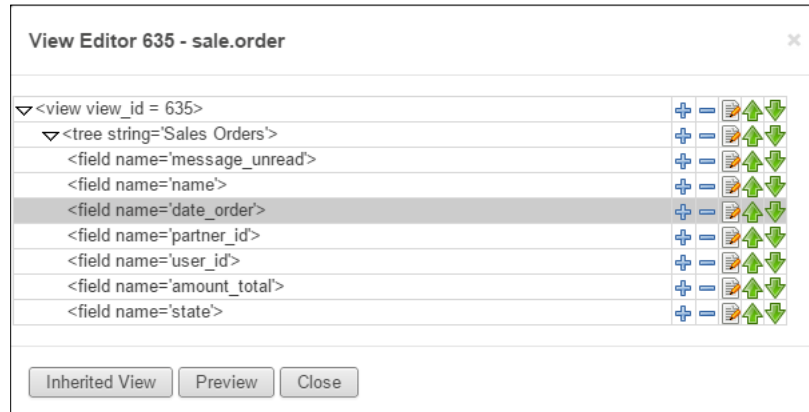 View Editor 635 - sale.order
<view view_id = 635>
<tree string='Sales Orders'>
<field name='message_unread'>
<field name='name'>
<field name='date_order'>
<field name='partner_id'>
<field name='user_id'>
<field name='amount_total'>
<field name='state'>
Inherited View Preview Close